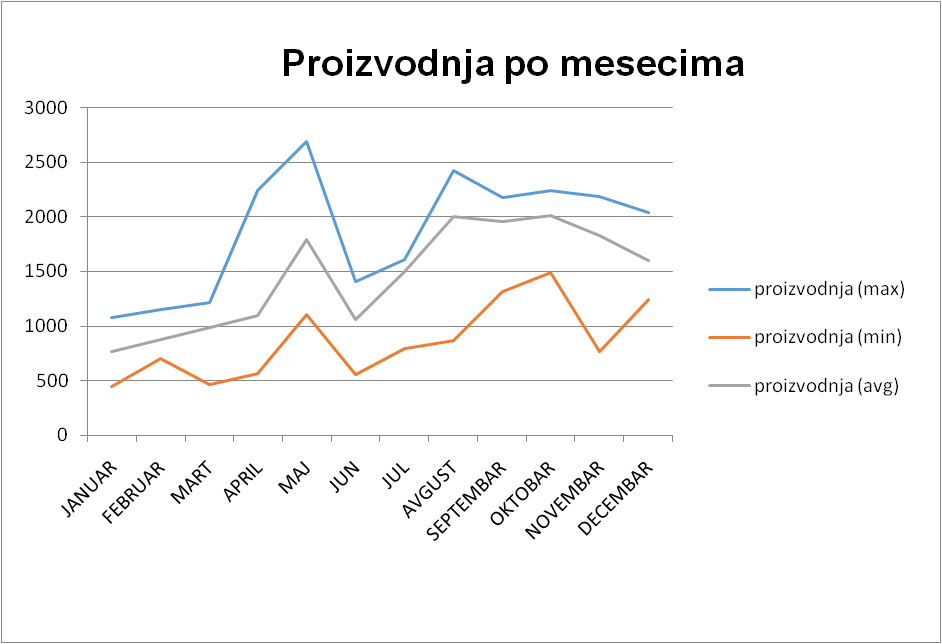 Proizvodnja po mesecima
3000
2500
2000
1500
1000
500
0
JANUAR
FEBRUAR
MART
APRIL
MAJ
JUN
JUL
AVGUST
SEPTEMBAR
OKTOBAR
NOVEMBAR
DECEMBAR
proizvodnja (max)
proizvodnja (min)
proizvodnja (avg)